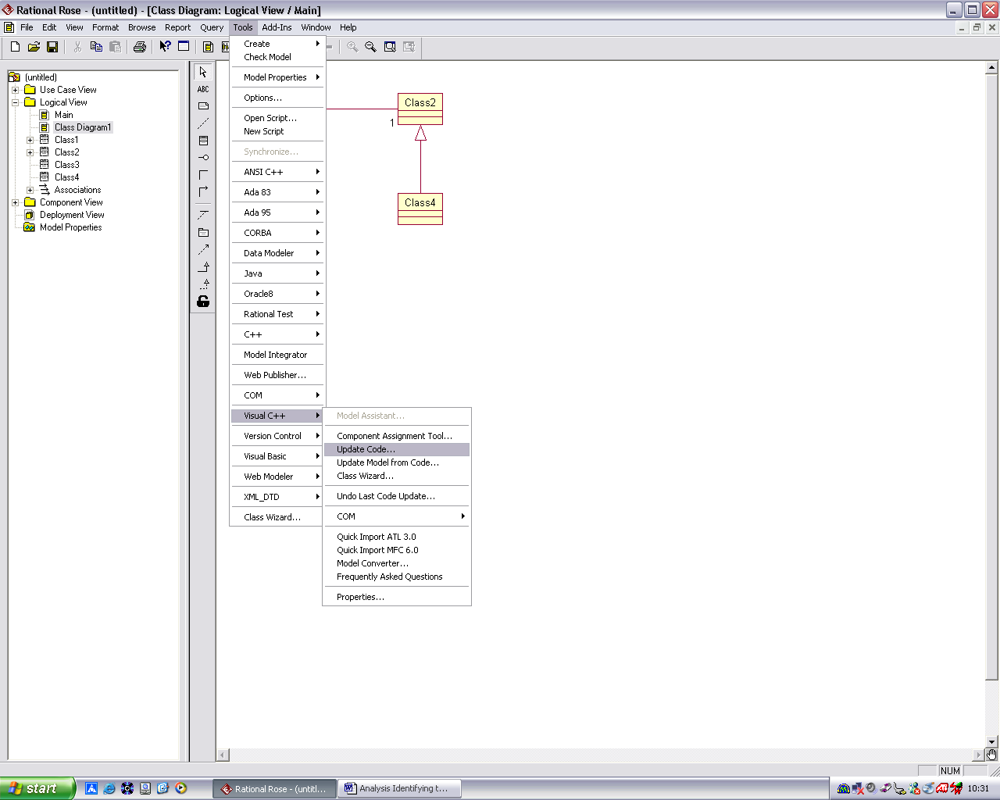 Rational Rose - (untitled) - [Class Diagram: Logical View / Main]
File Edit View Format Browse Report Query Tools Add-Ins Window Help
ABC
(untitled)
Use Case View
Logical View
Main
Class Diagram1
Class1
Class2
Class3
Class4
Associations
Component View
Deployment View
Model Properties
Create
Check Model
Model Properties
Options...
Open Script...
New Script
Synchronize...
ANSI C++
Ada 83
Ada 95
CORBA
Data Modeler
Java
Oracle8
Rational Test
C++
Model Integrator
Web Publisher...
COM
Visual C++
Version Control
Visual Basic
Web Modeler
XML_DTD
Class Wizard...
Model Assistant...
Component Assignment Tool...
Update Code...
Update Model from Code...
Class Wizard...
Undo Last Code Update...
COM
Quick Import ATL 3.0
Quick Import MFC 6.0
Model Converter...
Frequently Asked Questions
Properties...
Class2
1
Class4
NUM
start
Rational Rose - (untitl...
Analysis Identifying t...
10:31